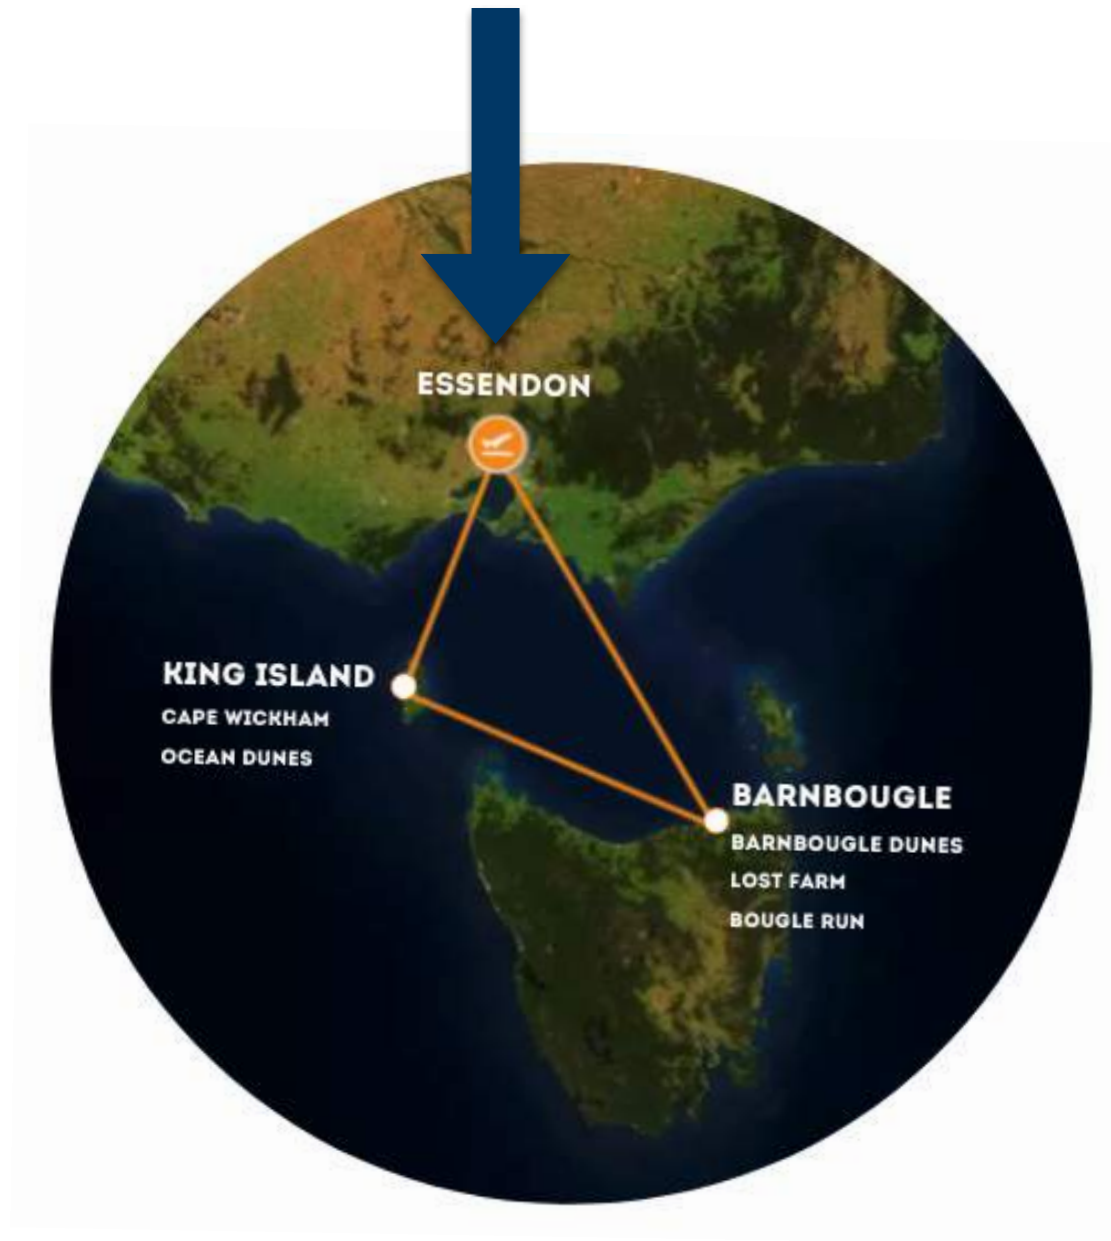 ESSENDON
KING ISLAND
CAPE WICKHAM
OCEAN DUNES
BARNBOUGLE
BARNBOUGLE DUNES
LOST FARM
BOUGLE RUN